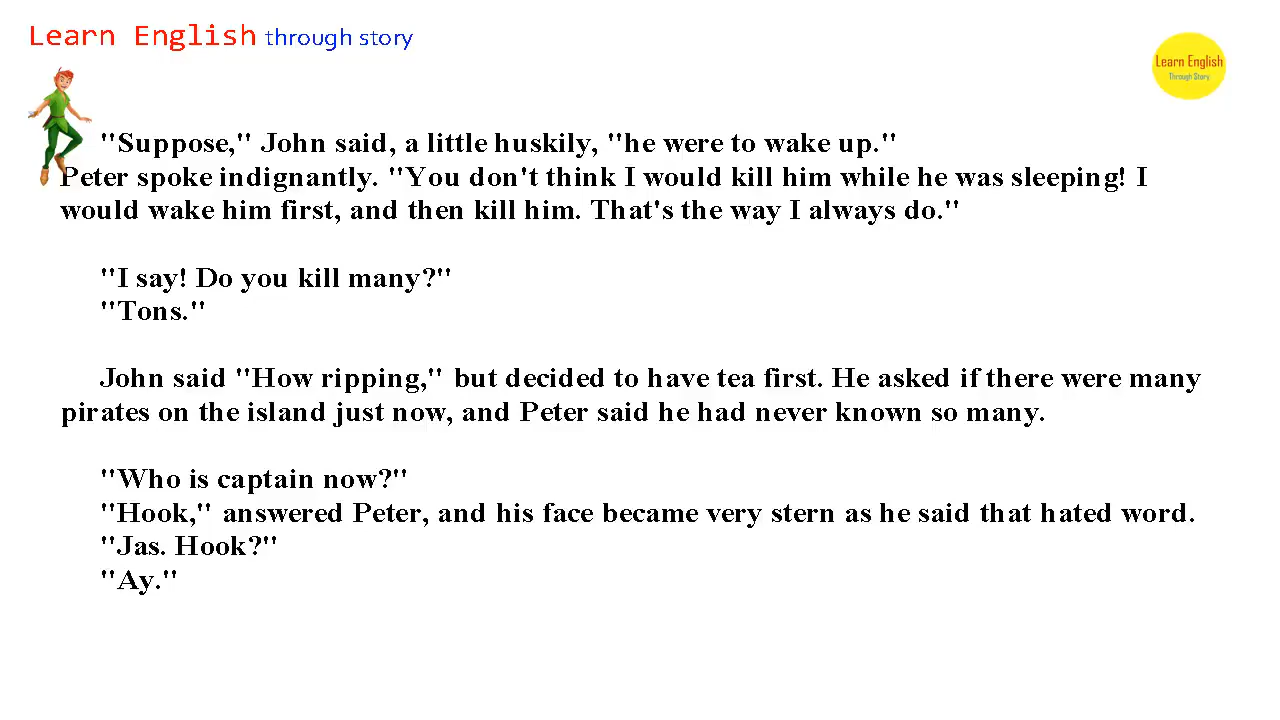 Learn English through story
Learn English
Through Story
"Suppose," John said, a little huskily, "he were to wake up."
Peter spoke indignantly. "You don't think I would kill him while he was sleeping! I
would wake him first, and then kill him. That's the way I always do."
"I say! Do you kill many?"
"Tons."
John said "How ripping," but decided to have tea first. He asked if there were many
pirates on the island just now, and Peter said he had never known so many.
"Who is captain now?"
"Hook," answered Peter, and his face became very stern as he said that hated word.
"Jas. Hook?"
"Ay."